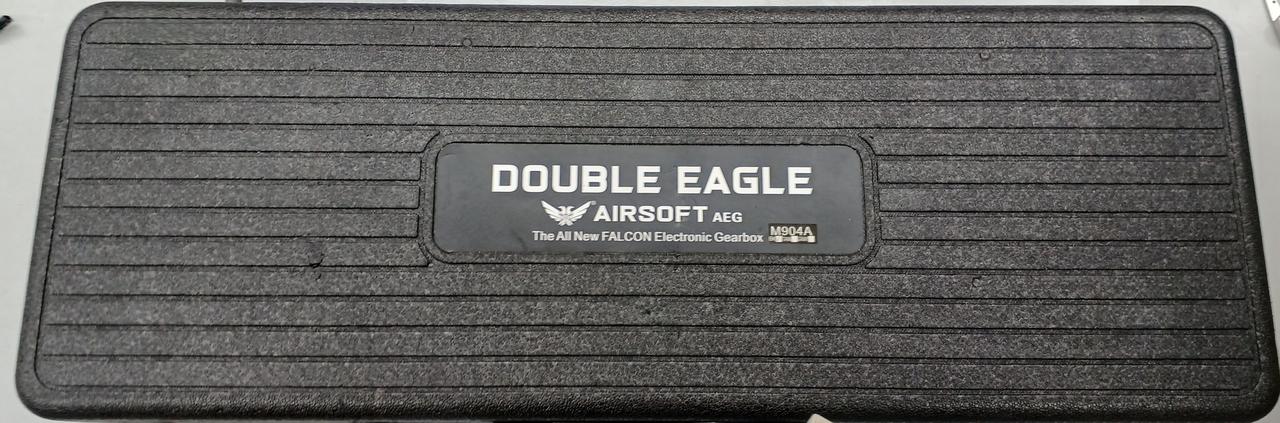 DOUBLE EAGLE
AIRSOFT AEG
The All New FALCON Electronic Gearbox M904A